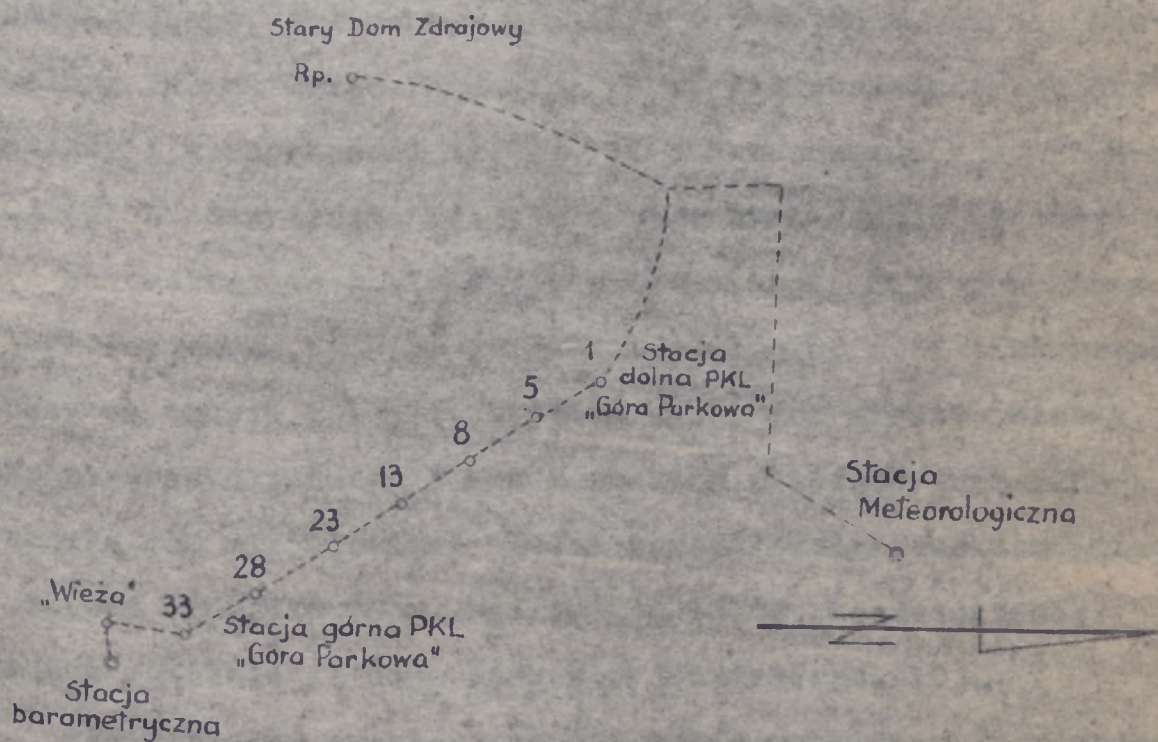 Stary Dom Zdrojowy
Rp.
1
Stacja
dolna PKL
„Góra Parkowa"
5
8
13
23
28
33
„Wieża"
Stacja górna PKL
„Góra Parkowa"
Stacja
barometryczna
Stacja
Meteorologiczna
N